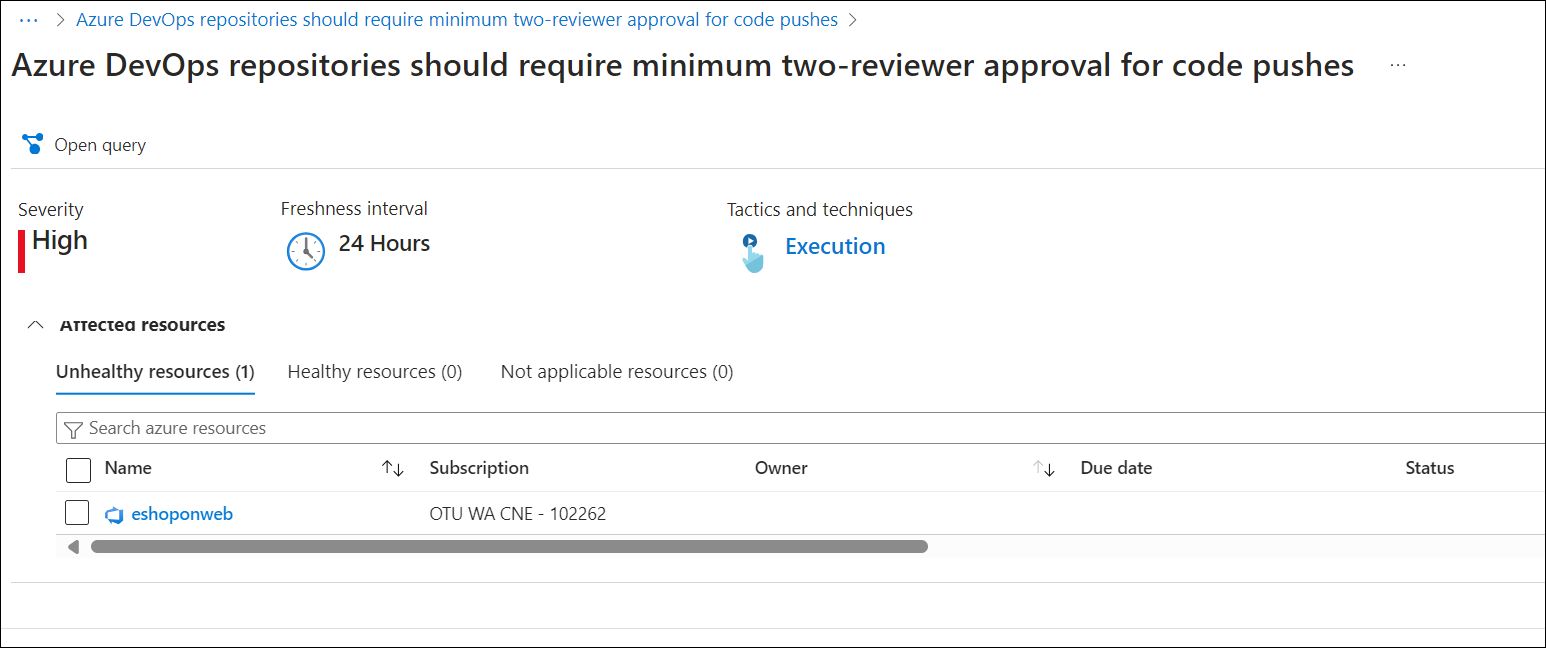 ··· > Azure DevOps repositories should require minimum two-reviewer approval for code pushes >
Azure DevOps repositories should require minimum two-reviewer approval for code pushes ···
Open query
Severity Freshness interval Tactics and techniques
High 24 Hours Execution
Affected resources
Unhealthy resources (1) Healthy resources (0) Not applicable resources (0)
Search azure resources
Name ↑↓ Subscription Owner ↑↓ Due date Status
eshoponweb OTU WA CNE - 102262